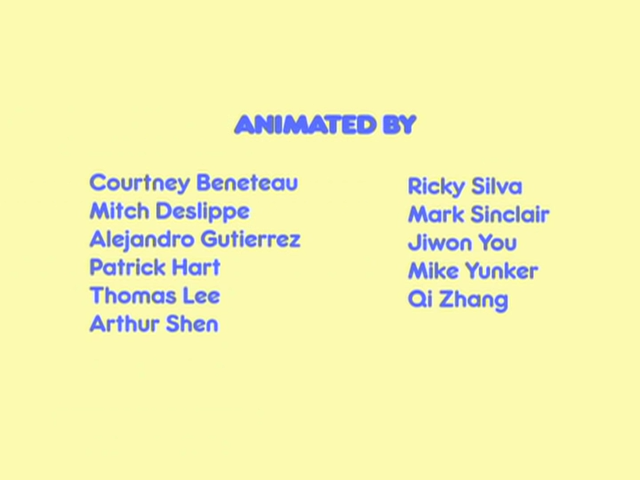 ANIMATED BY
Courtney Beneteau
Mitch Deslippe
Alejandro Gutierrez
Patrick Hart
Thomas Lee
Arthur Shen
Ricky Silva
Mark Sinclair
Jiwon You
Mike Yunker
Qi Zhang